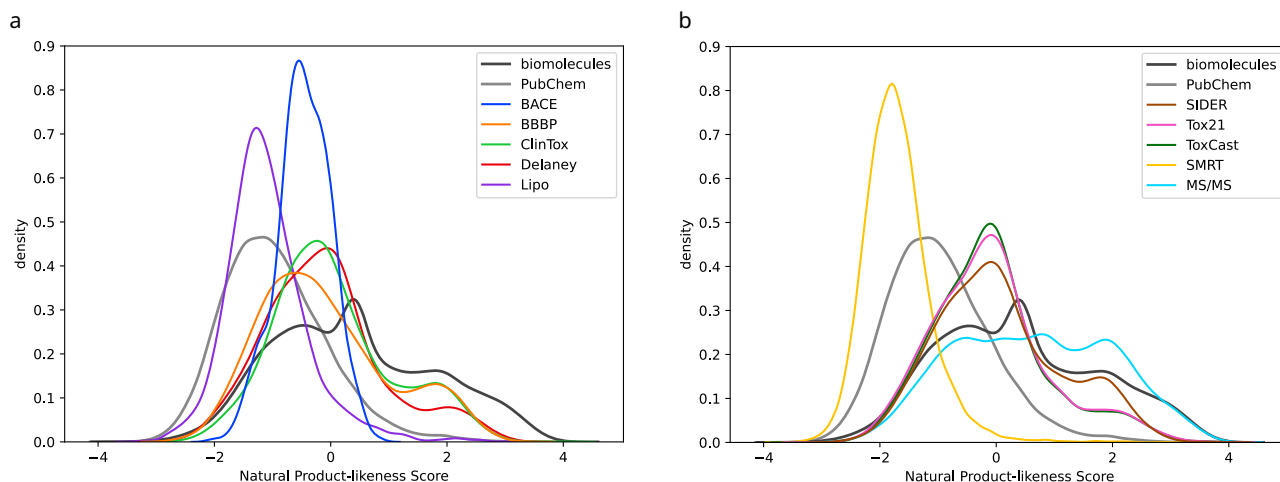 a
0.9
0.8
0.7
0.6
0.5
0.4
0.3
0.2
0.1
0.0
density
−4
−2
0
2
4
Natural Product-likeness Score
biomolecules
PubChem
BACE
BBBP
ClinTox
Delaney
Lipo
b
0.9
0.8
0.7
0.6
0.5
0.4
0.3
0.2
0.1
0.0
density
−4
−2
0
2
4
Natural Product-likeness Score
biomolecules
PubChem
SIDER
Tox21
ToxCast
SMRT
MS/MS